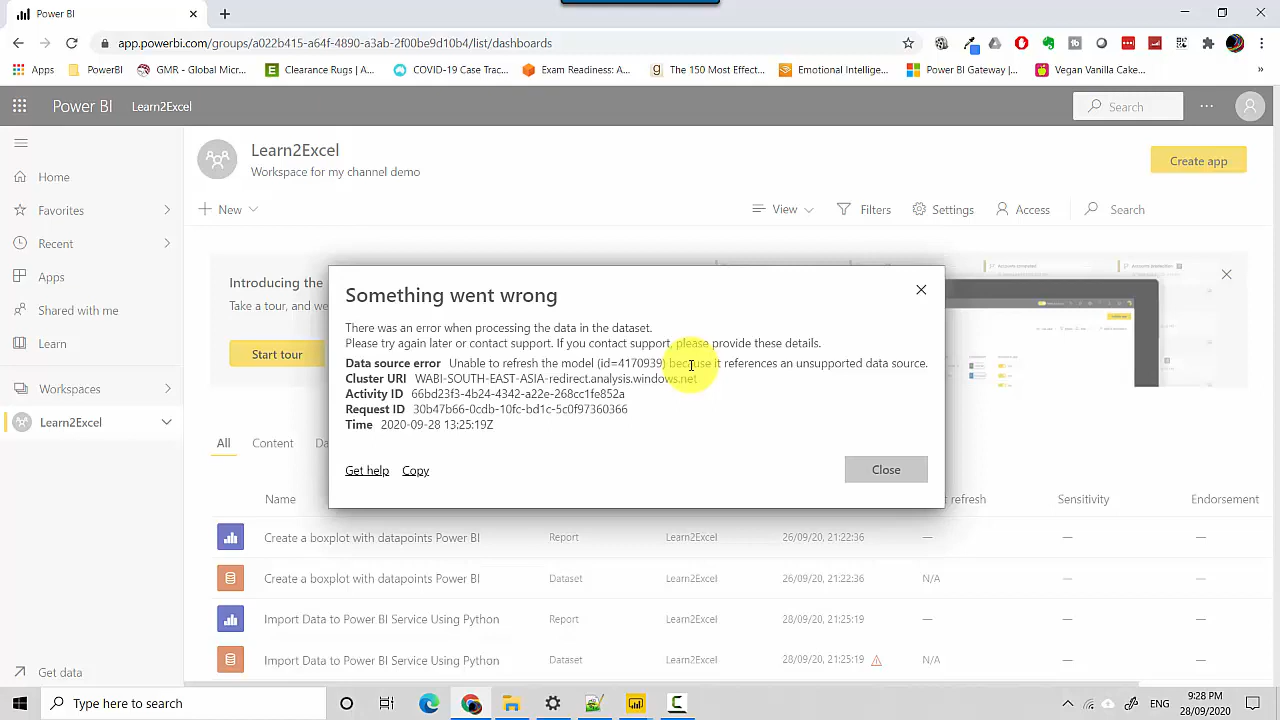 Power BI
app.powerbi.com/groups/a022b415-a64f-4890-a3ab-2f00b9d1d164/list/dashboards
Apps
PowerBI
GMR - Global Micr...
Clearance Rugs | A...
COVID-19 Case Trac...
Exam Readiness: A...
The 150 Most Effect...
Emotional Intellige...
Power BI Gateway |...
Vegan Vanilla Cake...
»
Power BI Learn2Excel
Search
Learn2Excel
Workspace for my channel demo
Create app
New
View
Filters
Settings
Access
Search
Home
Favorites
Recent
Apps
Shared with me
Learn
Workspaces
Learn2Excel
Get data
Introducing the
Take a tour, and we
Start tour
Something went wrong
There was an error when processing the data in the dataset.
try again later or contact support. If you contact support, please provide these details.
Data source error Unable to refresh the model (id=4170939) because it references an unsupported data source.
Cluster URI WABI-SOUTH-EAST-ASIA-redirect.analysis.windows.net
Activity ID
Request ID 30b47b66-0cdb-10fc-bd1c-5c0f97360366
Time 2020-09-28 13:25:19Z
Get help Copy
Close
All Content Da
Name
refresh
Sensitivity
Endorsement
Create a boxplot with datapoints Power BI Report Learn2Excel 26/09/20, 21:22:36 — — —
Create a boxplot with datapoints Power BI Dataset Learn2Excel 26/09/20, 21:22:36 N/A — —
Import Data to Power BI Service Using Python Report Learn2Excel 28/09/20, 21:25:19 — — —
Import Data to Power BI Service Using Python Dataset Learn2Excel 28/09/20, 21:25:19 N/A — —
Type here to search
ENG
9:28 PM
28/09/2020